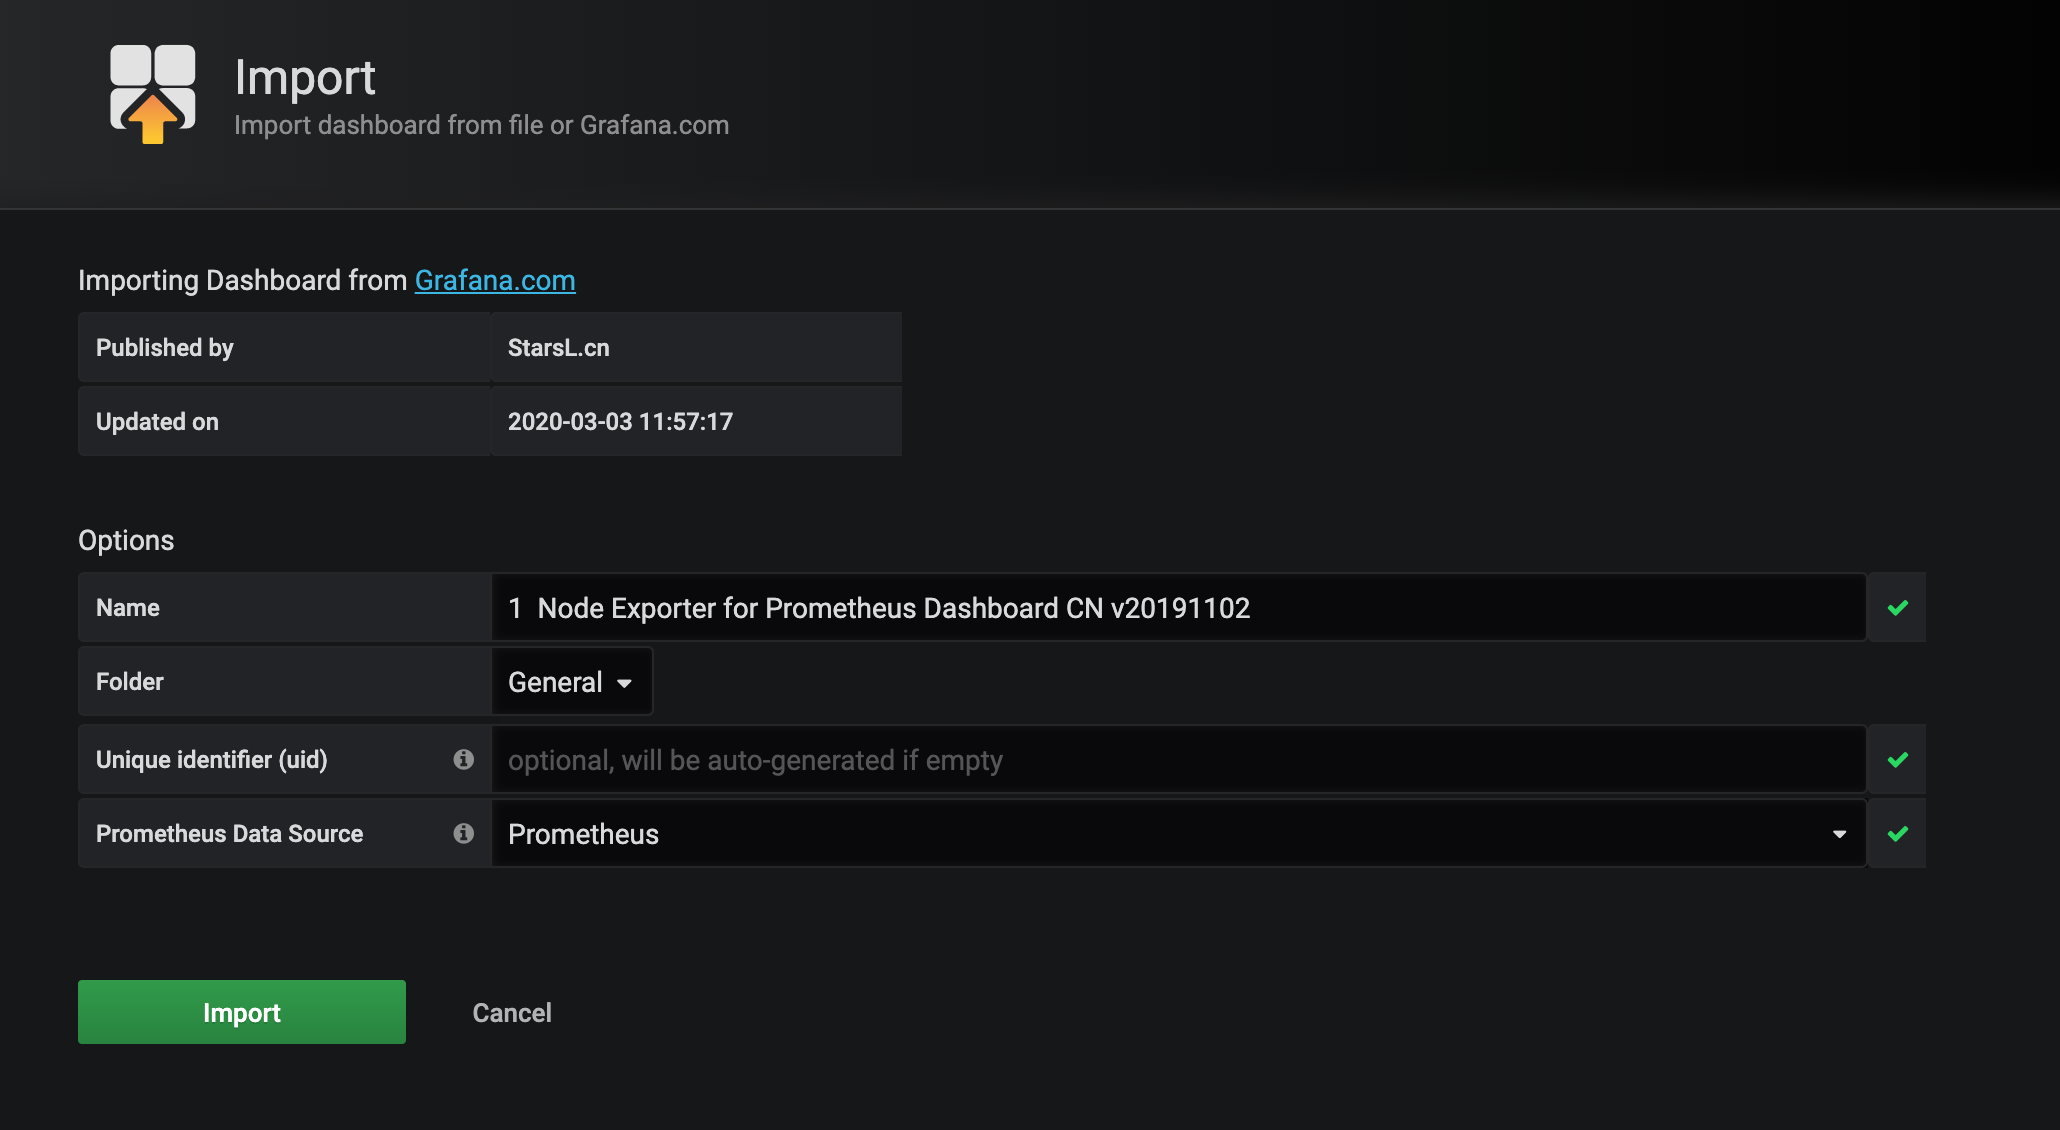 Import
Import dashboard from file or Grafana.com
Importing Dashboard from Grafana.com
Published by StarsL.cn
Updated on 2020-03-03 11:57:17
Options
Name 1 Node Exporter for Prometheus Dashboard CN v20191102
Folder General
Unique identifier (uid) optional, will be auto-generated if empty
Prometheus Data Source Prometheus
Import Cancel